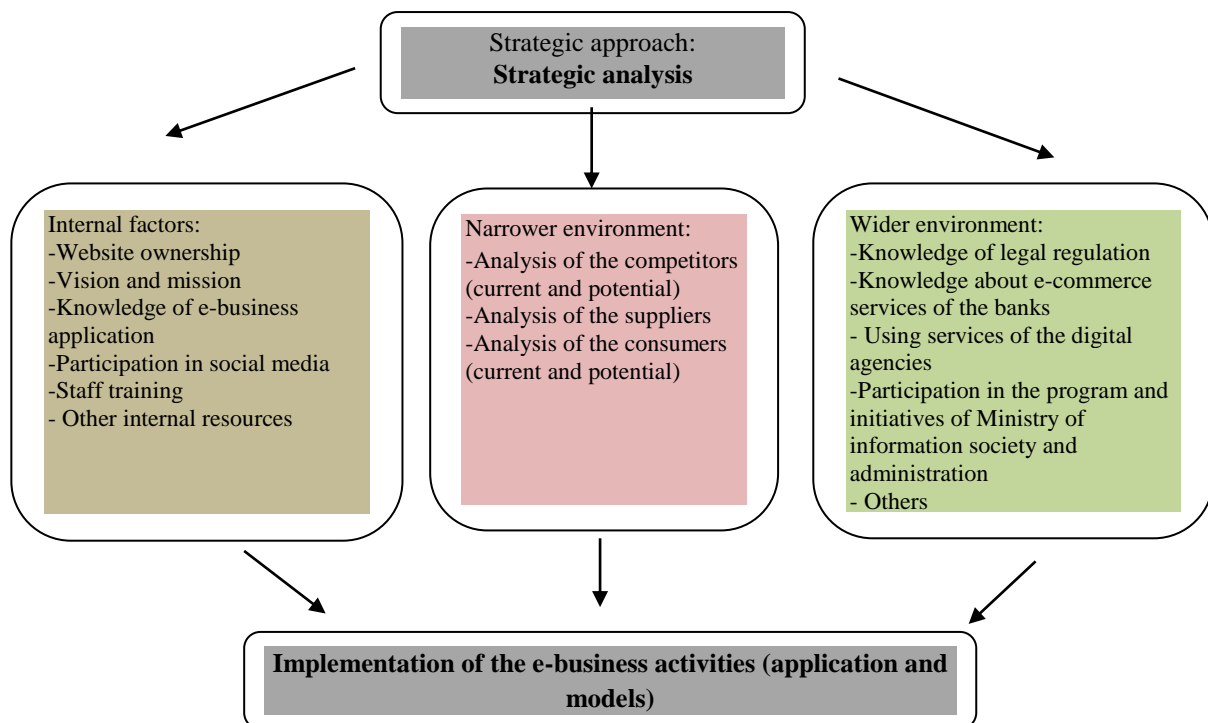 Strategic approach:
Strategic analysis
Internal factors:
-Website ownership
-Vision and mission
-Knowledge of e-business
application
-Participation in social media
-Staff training
- Other internal resources
Narrower environment:
-Analysis of the competitors
(current and potential)
-Analysis of the suppliers
-Analysis of the consumers
(current and potential)
Wider environment:
-Knowledge of legal regulation
-Knowledge about e-commerce
services of the banks
- Using services of the digital
agencies
-Participation in the program and
initiatives of Ministry of
information society and
administration
- Others
Implementation of the e-business activities (application and
models)